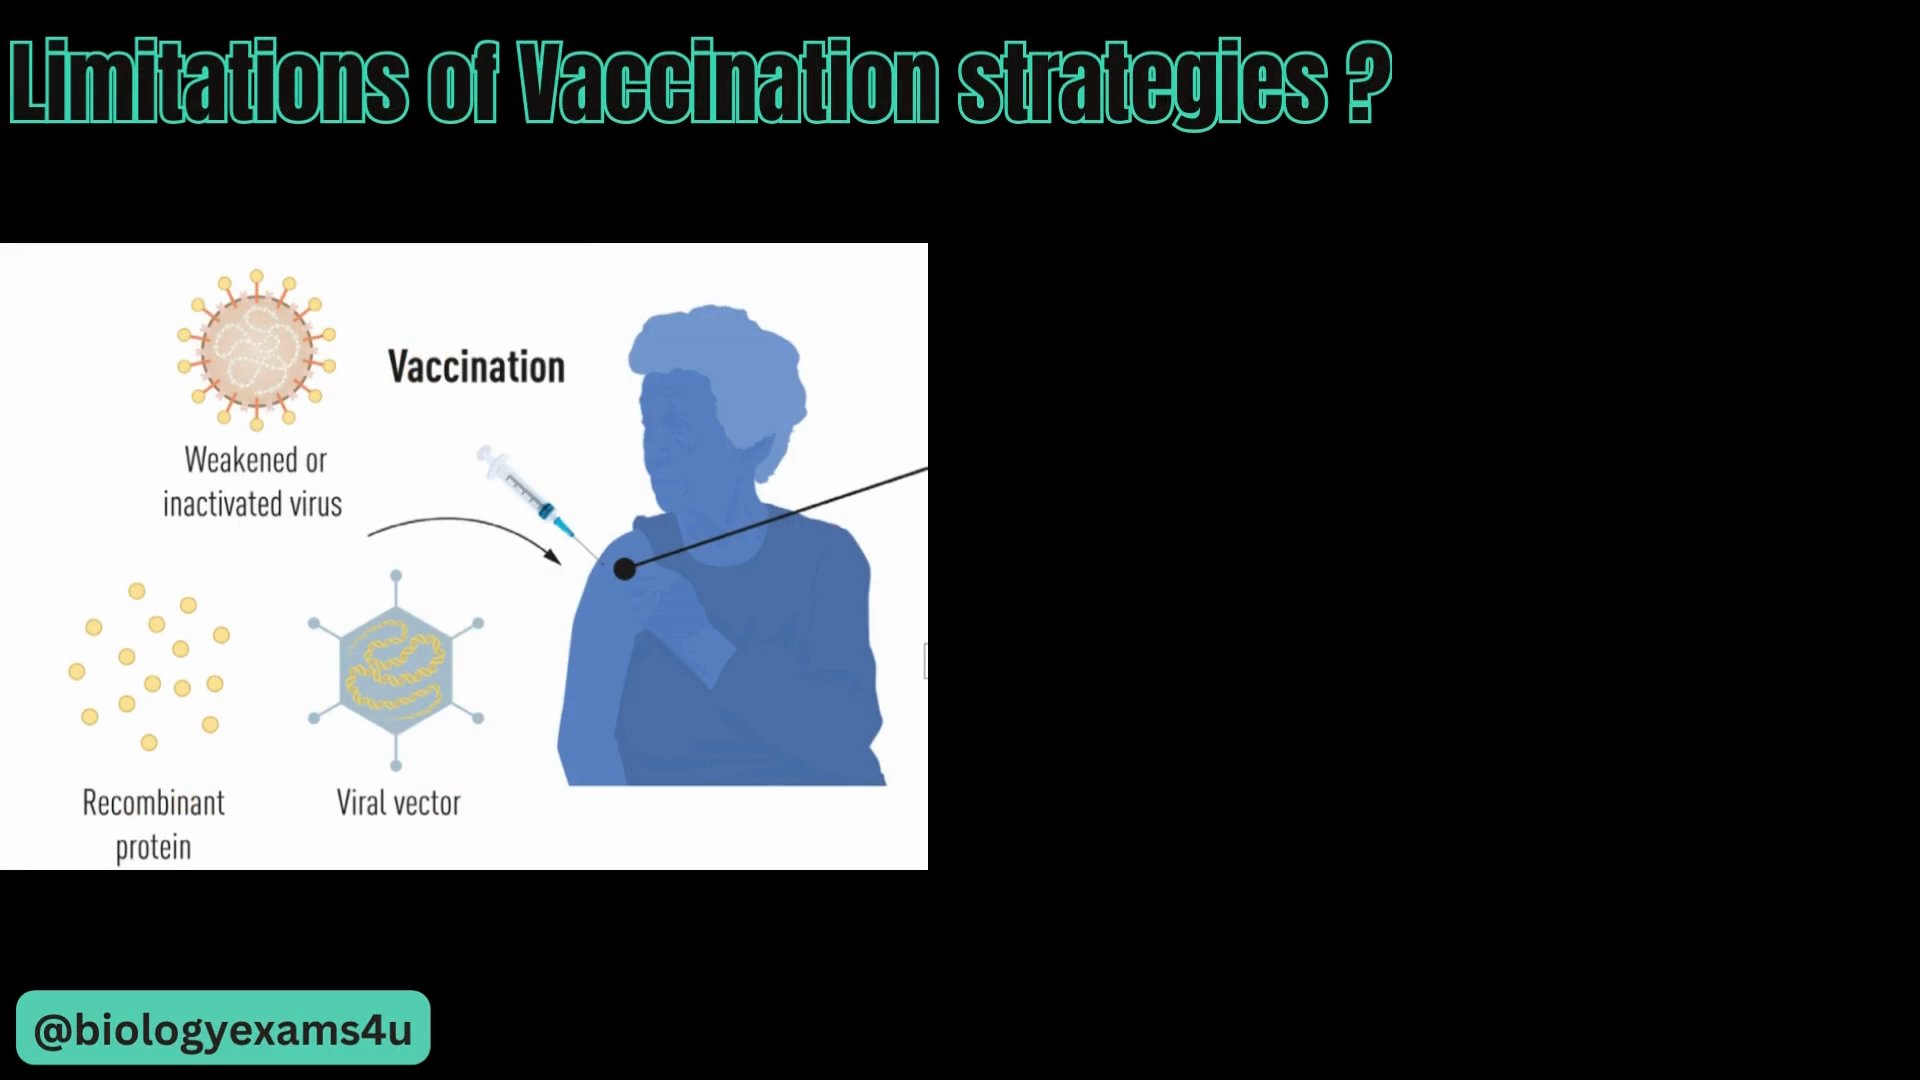 Limitations of Vaccination strategies ?
Vaccination
Weakened or
inactivated virus
Recombinant
protein
Viral vector
@biologyexams4u